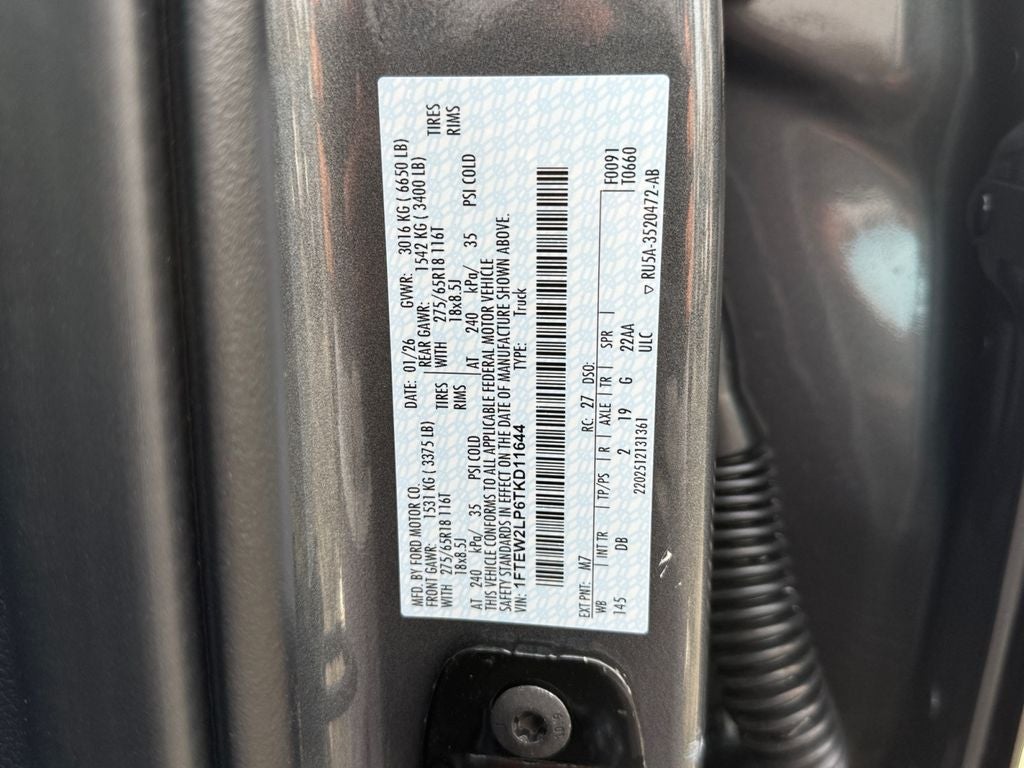 MFD. BY FORD MOTOR CO.
DATE: 01/26 GVWR: 3016 KG ( 6650 LB)
FRONT GAWR: 1531 KG ( 3375 LB) REAR GAWR: 1542 KG ( 3400 LB)
WITH 275/65R18 116T TIRES WITH 275/65R18 116T TIRES
18x8.5J RIMS 18x8.5J RIMS
AT 240 kPa/ 35 PSI COLD AT 240 kPa/ 35 PSI COLD
THIS VEHICLE CONFORMS TO ALL APPLICABLE FEDERAL MOTOR VEHICLE
SAFETY STANDARDS IN EFFECT ON THE DATE OF MANUFACTURE SHOWN ABOVE.
VIN: 1FTEW2LP6TKD11644 TYPE: Truck
EXT PNT: M7 RC: 27 DSO: F0091
WB INT TR TP/PS R AXLE TR SPR T0660
145 DB 2 19 G 22AA
2202512131361 ULC
▽ RU5A-3520472-AB